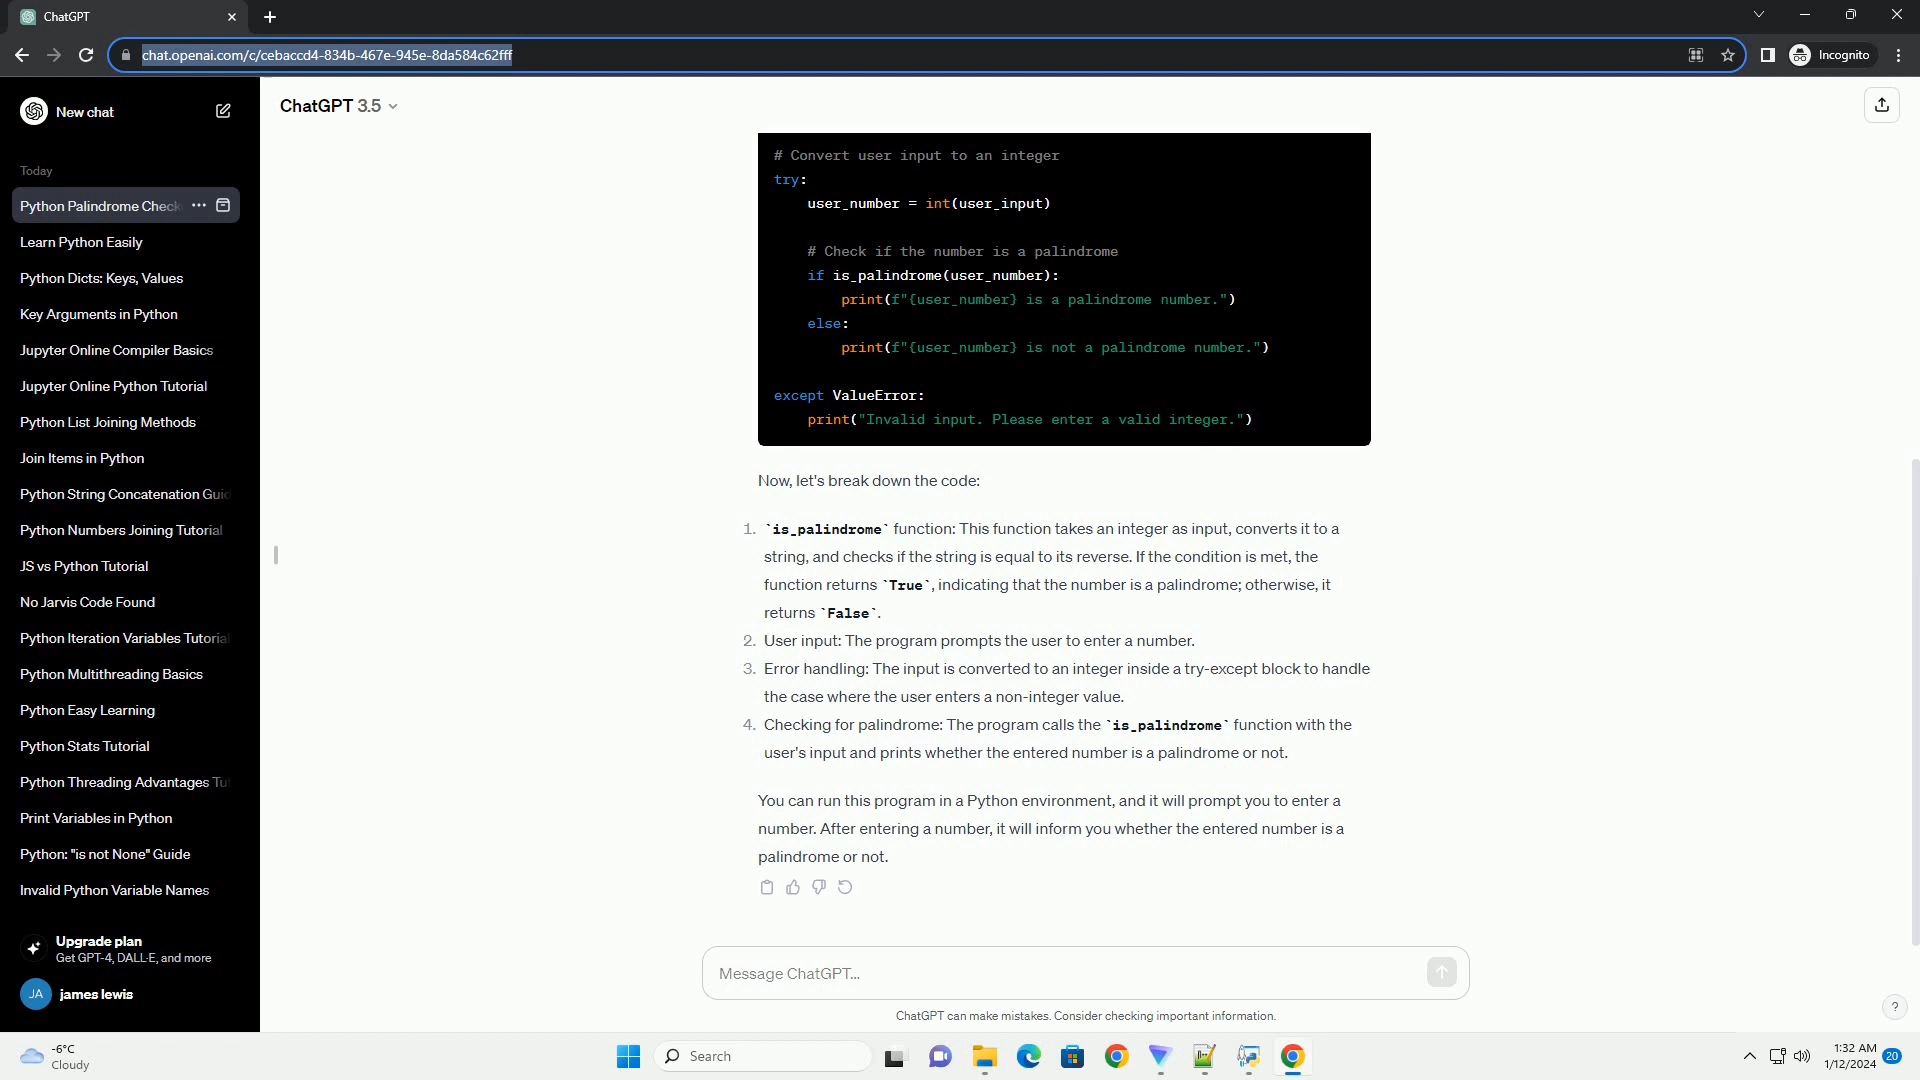 ChatGPT
chat.openai.com/c/cebaccd4-834b-467e-945e-8da584c62fff
Incognito
New chat
ChatGPT 3.5
Today
Python Palindrome Check
Learn Python Easily
Python Dicts: Keys, Values
Key Arguments in Python
Jupyter Online Compiler Basics
Jupyter Online Python Tutorial
Python List Joining Methods
Join Items in Python
Python String Concatenation Guid
Python Numbers Joining Tutorial
JS vs Python Tutorial
No Jarvis Code Found
Python Iteration Variables Tutorial
Python Multithreading Basics
Python Easy Learning
Python Stats Tutorial
Python Threading Advantages Tut
Print Variables in Python
Python: "is not None" Guide
Invalid Python Variable Names
Upgrade plan
Get GPT-4, DALL·E, and more
JA james lewis
# Convert user input to an integer
try:
user_number = int(user_input)
# Check if the number is a palindrome
if is_palindrome(user_number):
print(f"{user_number} is a palindrome number.")
else:
print(f"{user_number} is not a palindrome number.")
except ValueError:
print("Invalid input. Please enter a valid integer.")
Now, let's break down the code:
1. `is_palindrome` function: This function takes an integer as input, converts it to a
string, and checks if the string is equal to its reverse. If the condition is met, the
function returns `True`, indicating that the number is a palindrome; otherwise, it
returns `False`.
2. User input: The program prompts the user to enter a number.
3. Error handling: The input is converted to an integer inside a try-except block to handle
the case where the user enters a non-integer value.
4. Checking for palindrome: The program calls the `is_palindrome` function with the
user's input and prints whether the entered number is a palindrome or not.
You can run this program in a Python environment, and it will prompt you to enter a
number. After entering a number, it will inform you whether the entered number is a
palindrome or not.
Message ChatGPT...
ChatGPT can make mistakes. Consider checking important information.
?
-6°C
Cloudy
Search
1:32 AM
1/12/2024
20